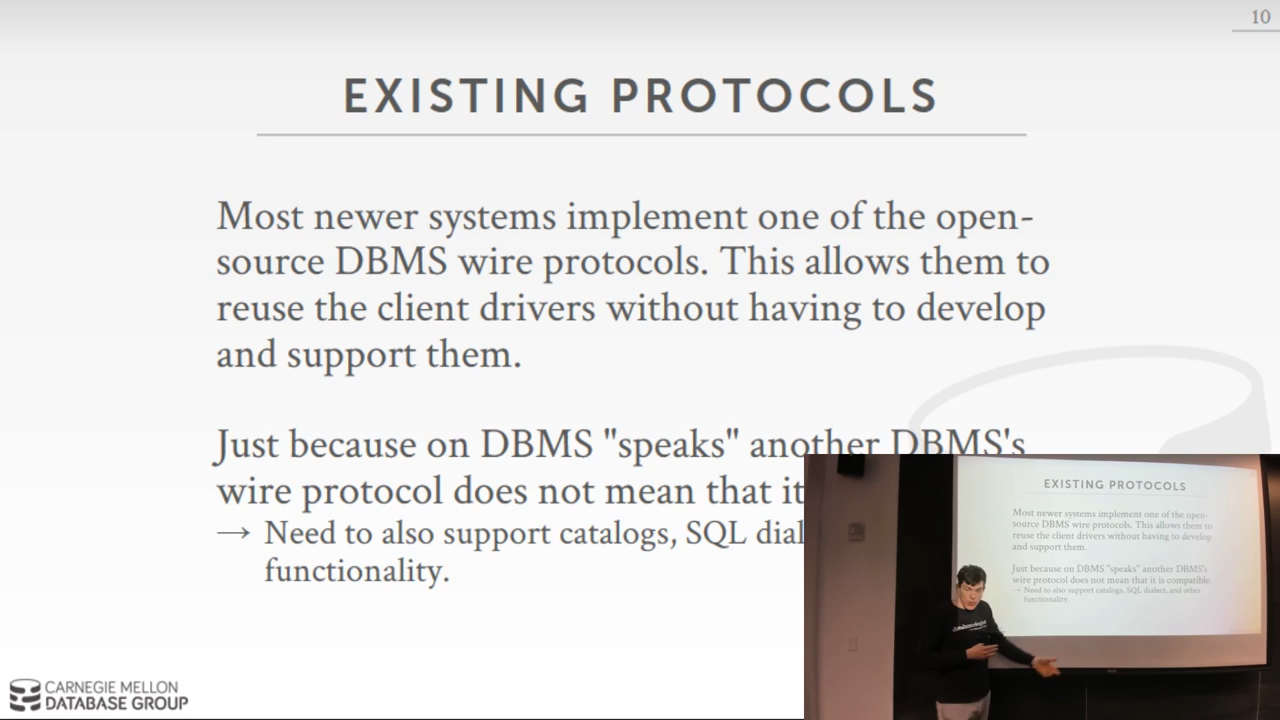 10
EXISTING PROTOCOLS
Most newer systems implement one of the open-
source DBMS wire protocols. This allows them to
reuse the client drivers without having to develop
and support them.
Just because on DBMS "speaks" another DBMS's
wire protocol does not mean that it
→ Need to also support catalogs, SQL dial
functionality.
EXISTING PROTOCOLS
Most newer systems implement one of the open-
source DBMS wire protocols. This allows them to
reuse the client drivers without having to develop
and support them.
Just because on DBMS "speaks" another DBMS's
wire protocol does not mean that it is compatible.
→ Need to also support catalogs, SQL dialect, and other
functionality.
CARNEGIE MELLON
DATABASE GROUP